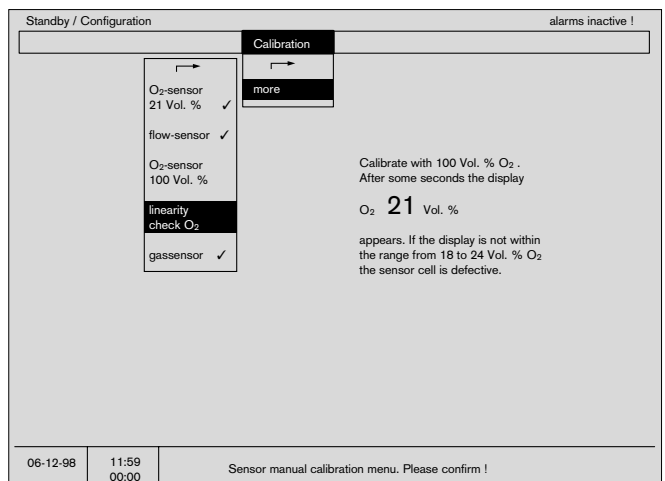 Standby / Configuration
alarms inactive !
Calibration
more
O₂-sensor
21 Vol. % ✓
flow-sensor ✓
O₂-sensor
100 Vol. %
linearity
check O₂
gassensor ✓
Calibrate with 100 Vol. % O₂ .
After some seconds the display
O₂ 21 Vol. %
appears. If the display is not within
the range from 18 to 24 Vol. % O₂
the sensor cell is defective.
06-12-98
11:59
00:00
Sensor manual calibration menu. Please confirm !